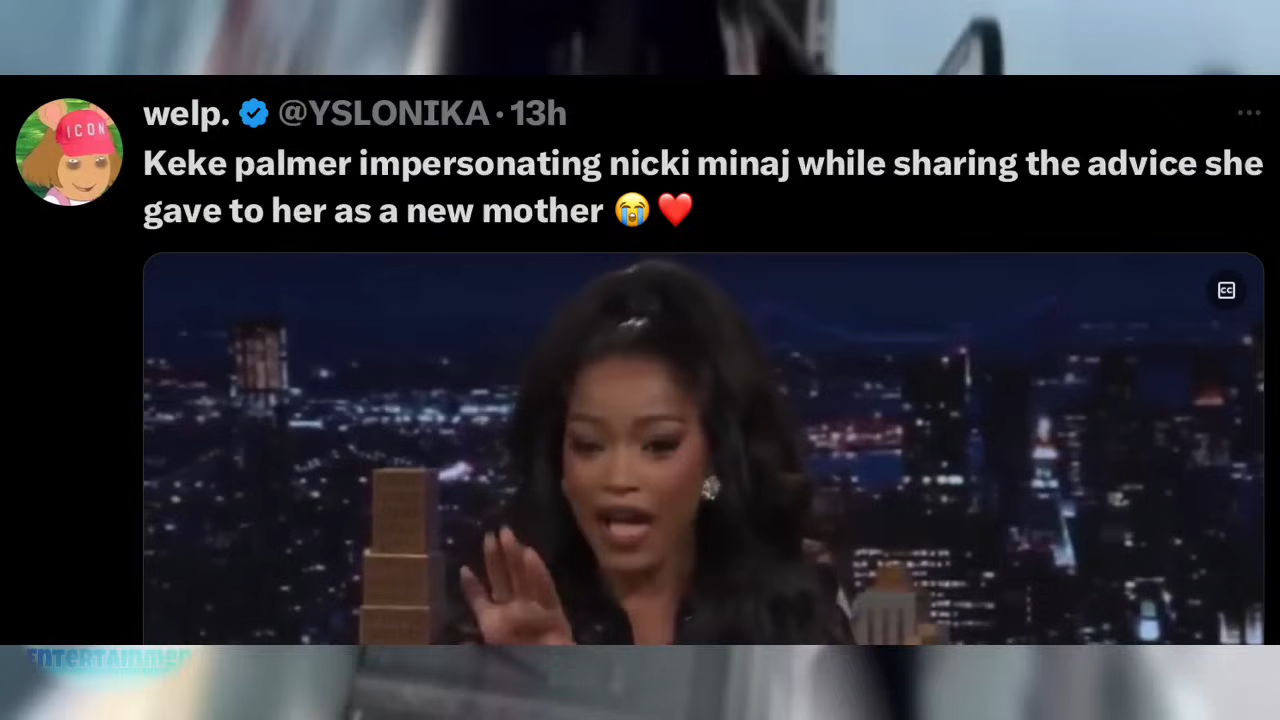 welp. @YSLONIKA · 13h
ICON
Keke palmer impersonating nicki minaj while sharing the advice she
gave to her as a new mother 😭❤️
CC